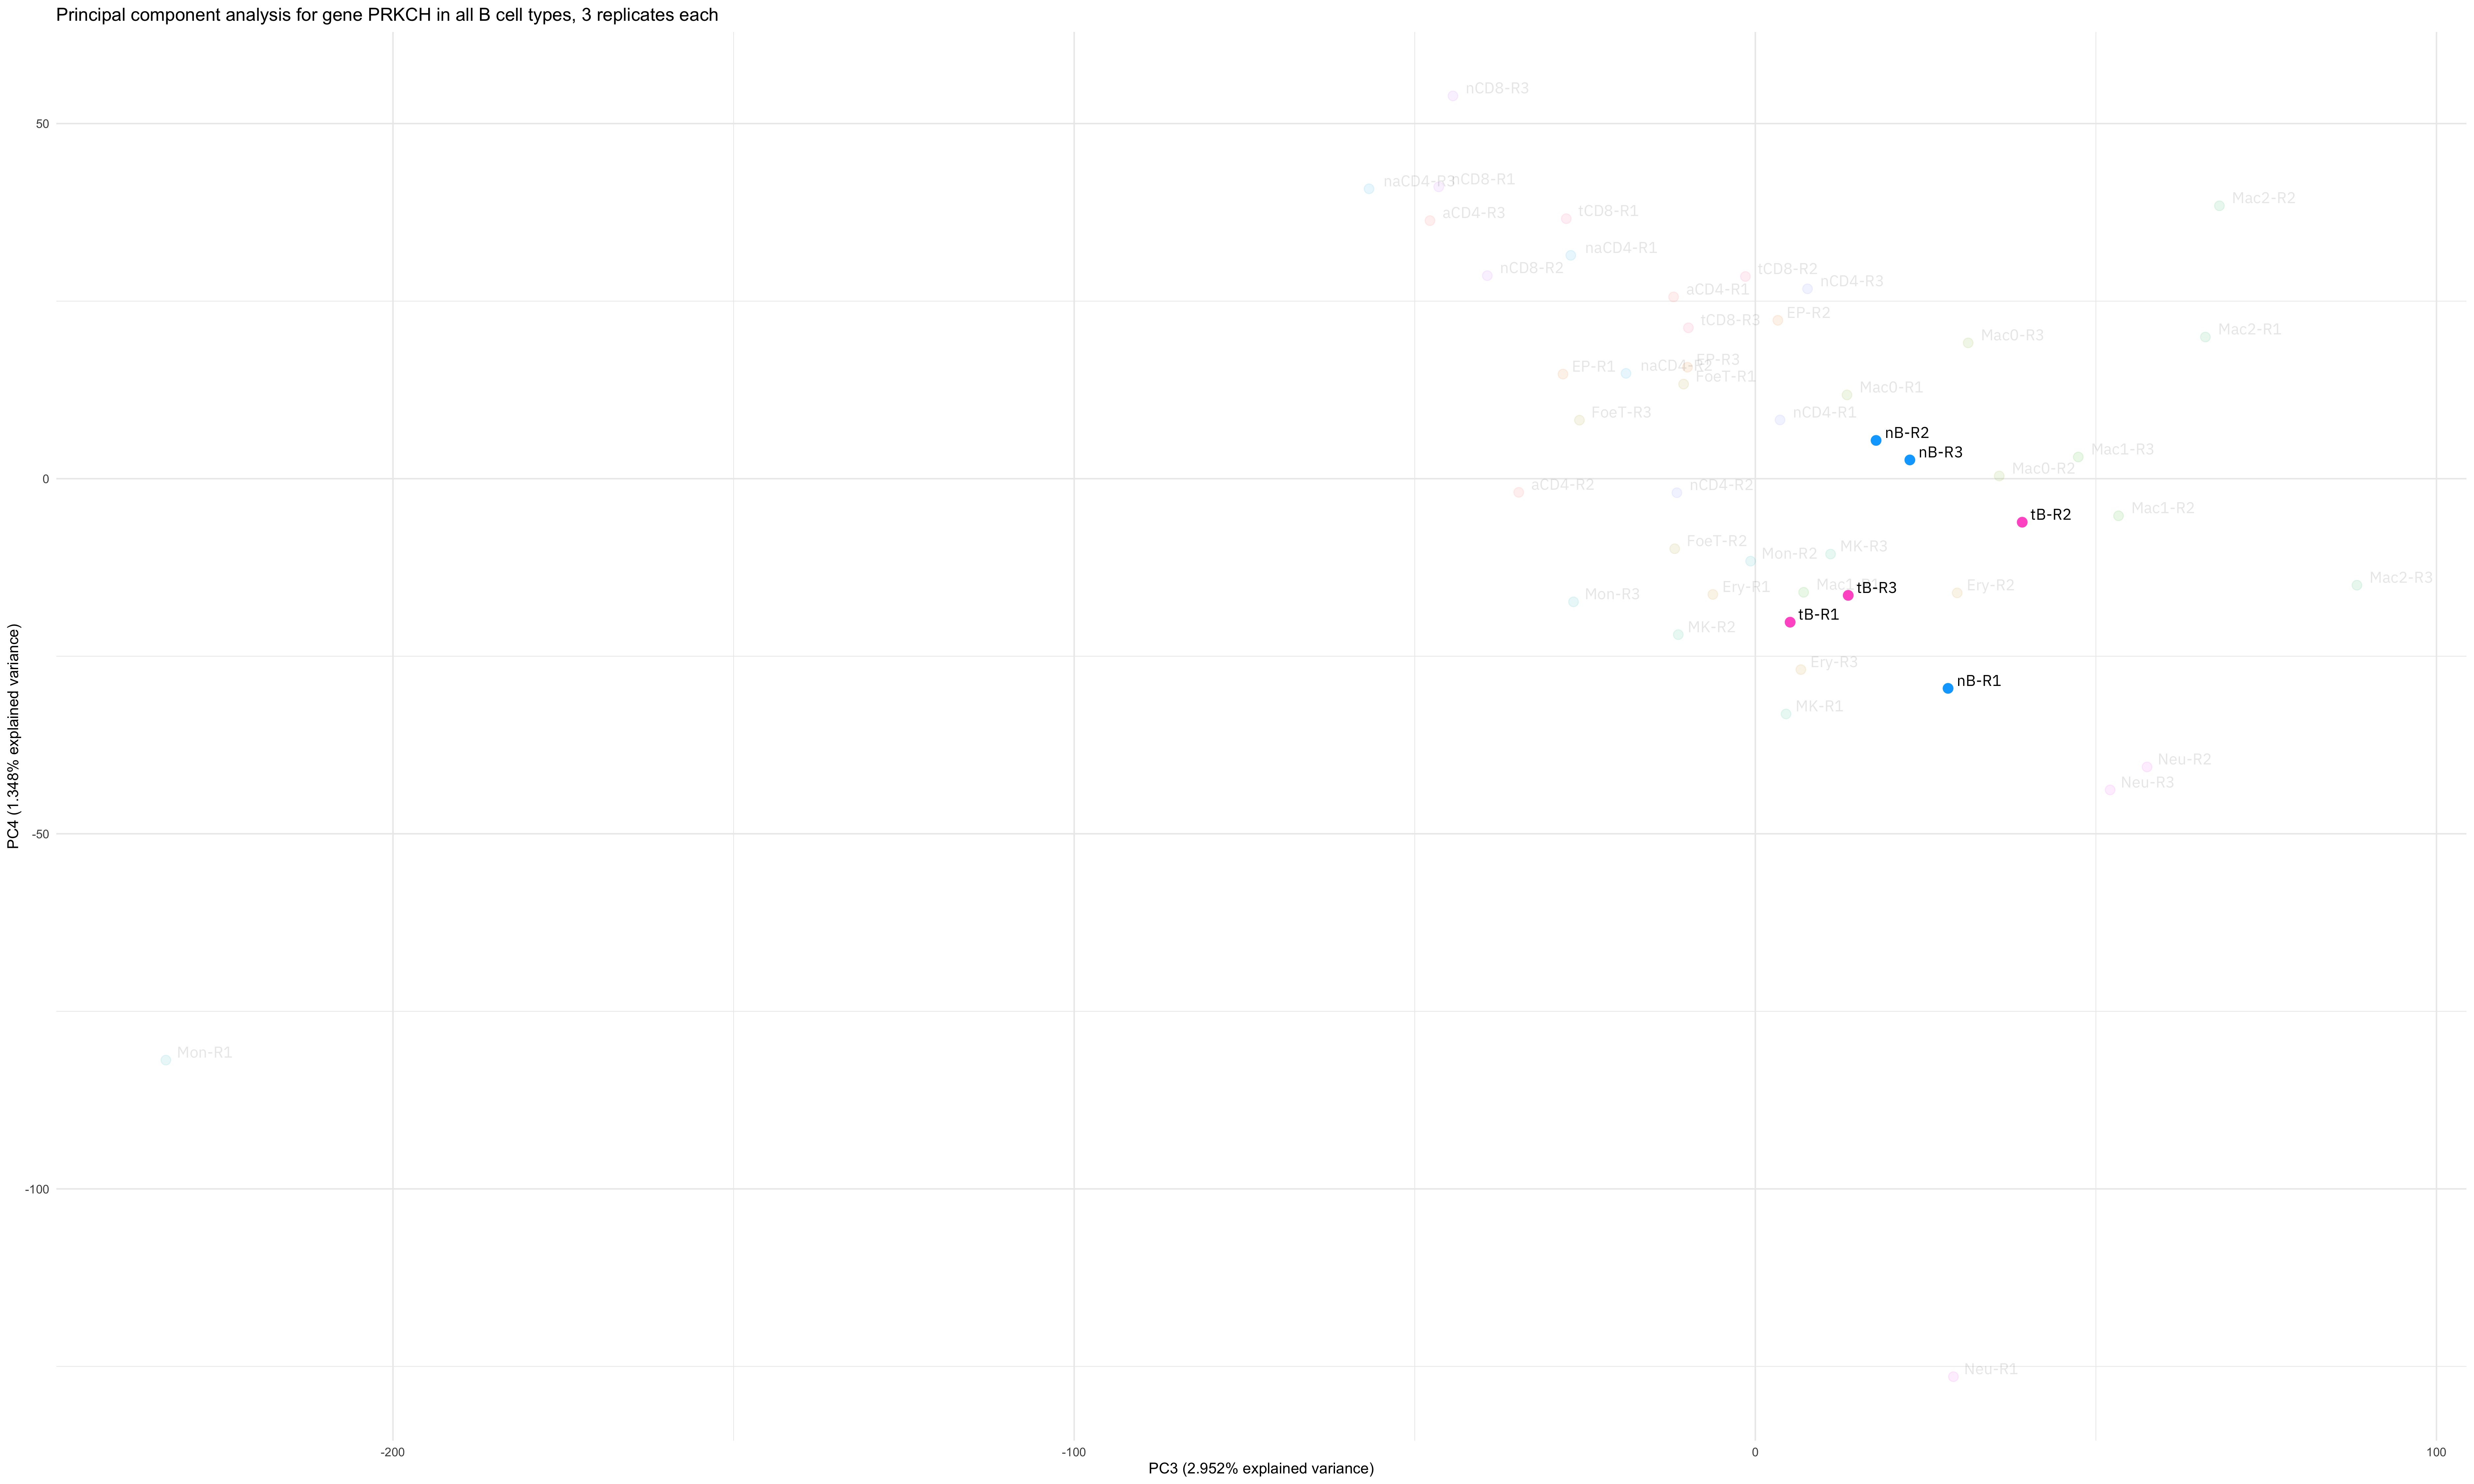 Principal component analysis for gene PRKCH in all B cell types, 3 replicates each
nCD8-R3
50
naCD4-R3
nCD8-R1
Mac2-R2
aCD4-R3
tCD8-R1
naCD4-R1
nCD8-R2
tCD8-R2
nCD4-R3
aCD4-R1
EP-R2
tCD8-R3
Mac2-R1
Mac0-R3
EP-R3
EP-R1
naCD4-R2
FoeT-R1
Mac0-R1
FoeT-R3
nCD4-R1
nB-R2
nB-R3
Mac1-R3
Mac0-R2
0
aCD4-R2
nCD4-R2
Mac1-R2
tB-R2
FoeT-R2
Mon-R2
MK-R3
Mac2-R3
Ery-R1
Mac1
tB-R3
Ery-R2
Mon-R3
tB-R1
MK-R2
Ery-R3
nB-R1
MK-R1
Neu-R2
Neu-R3
-50
PC4 (1.348% explained variance)
Mon-R1
-100
Neu-R1
-200
-100
0
100
PC3 (2.952% explained variance)